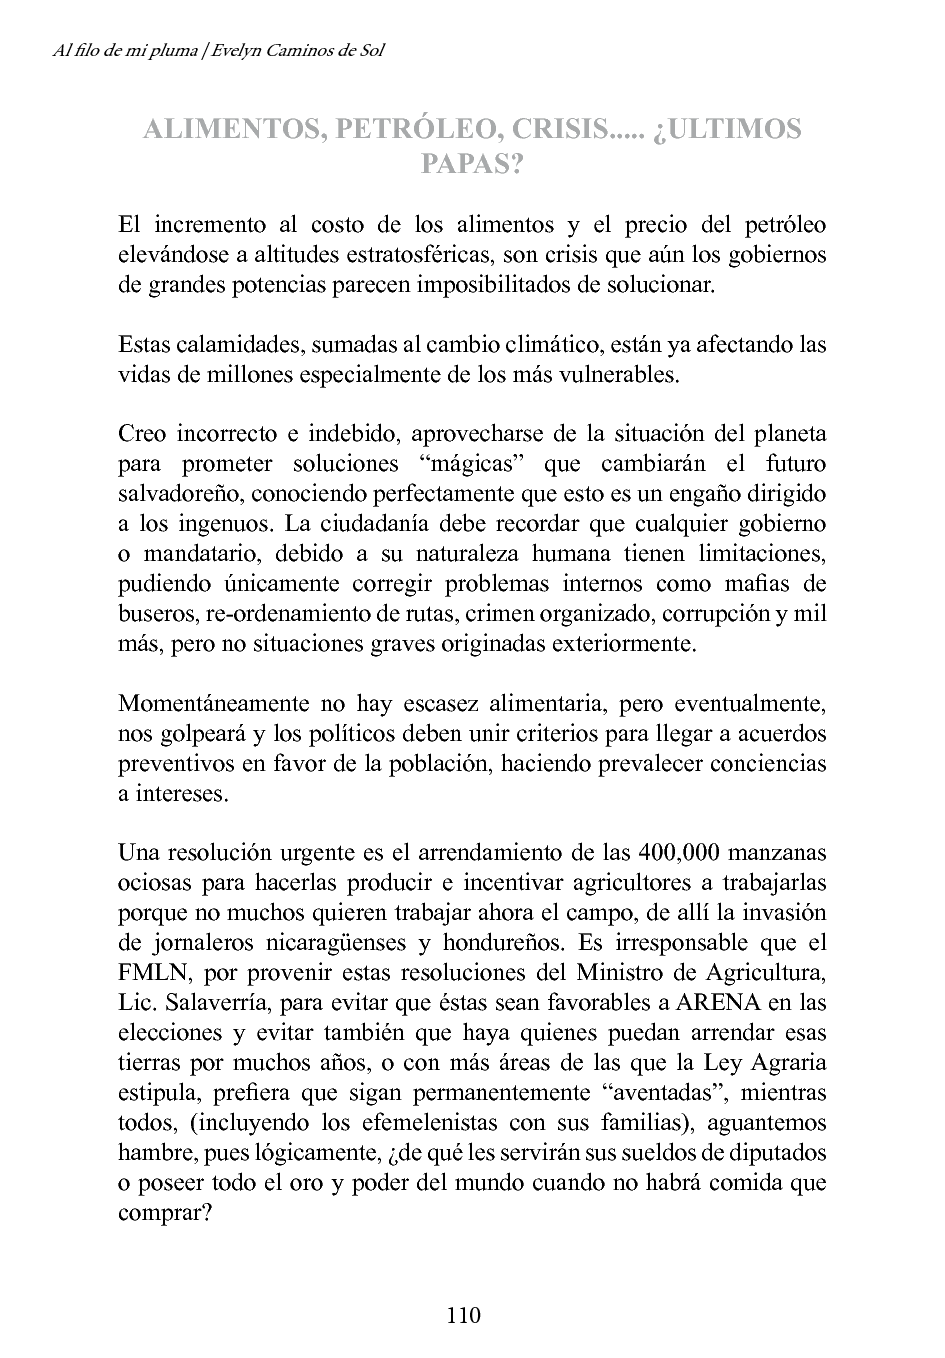 Al filo de mi pluma | Evelyn Caminos de Sol
ALIMENTOS, PETRÓLEO, CRISIS..... ¿ULTIMOS
PAPAS?
El incremento al costo de los alimentos y el precio del petróleo
elevándose a altitudes estratosféricas, son crisis que aún los gobiernos
de grandes potencias parecen imposibilitados de solucionar.
Estas calamidades, sumadas al cambio climático, están ya afectando las
vidas de millones especialmente de los más vulnerables.
Creo incorrecto e indebido, aprovecharse de la situación del planeta
para prometer soluciones “mágicas” que cambiarán el futuro
salvadoreño, conociendo perfectamente que esto es un engaño dirigido
a los ingenuos. La ciudadanía debe recordar que cualquier gobierno
o mandatario, debido a su naturaleza humana tienen limitaciones,
pudiendo únicamente corregir problemas internos como mafias de
buseros, re-ordenamiento de rutas, crimen organizado, corrupción y mil
más, pero no situaciones graves originadas exteriormente.
Momentáneamente no hay escasez alimentaria, pero eventualmente,
nos golpeará y los políticos deben unir criterios para llegar a acuerdos
preventivos en favor de la población, haciendo prevalecer conciencias
a intereses.
Una resolución urgente es el arrendamiento de las 400,000 manzanas
ociosas para hacerlas producir e incentivar agricultores a trabajarlas
porque no muchos quieren trabajar ahora el campo, de allí la invasión
de jornaleros nicaragüenses y hondureños. Es irresponsable que el
FMLN, por provenir estas resoluciones del Ministro de Agricultura,
Lic. Salaverría, para evitar que éstas sean favorables a ARENA en las
elecciones y evitar también que haya quienes puedan arrendar esas
tierras por muchos años, o con más áreas de las que la Ley Agraria
estipula, prefiera que sigan permanentemente “aventadas”, mientras
todos, (incluyendo los efemelenistas con sus familias), aguantemos
hambre, pues lógicamente, ¿de qué les servirán sus sueldos de diputados
o poseer todo el oro y poder del mundo cuando no habrá comida que
comprar?
110